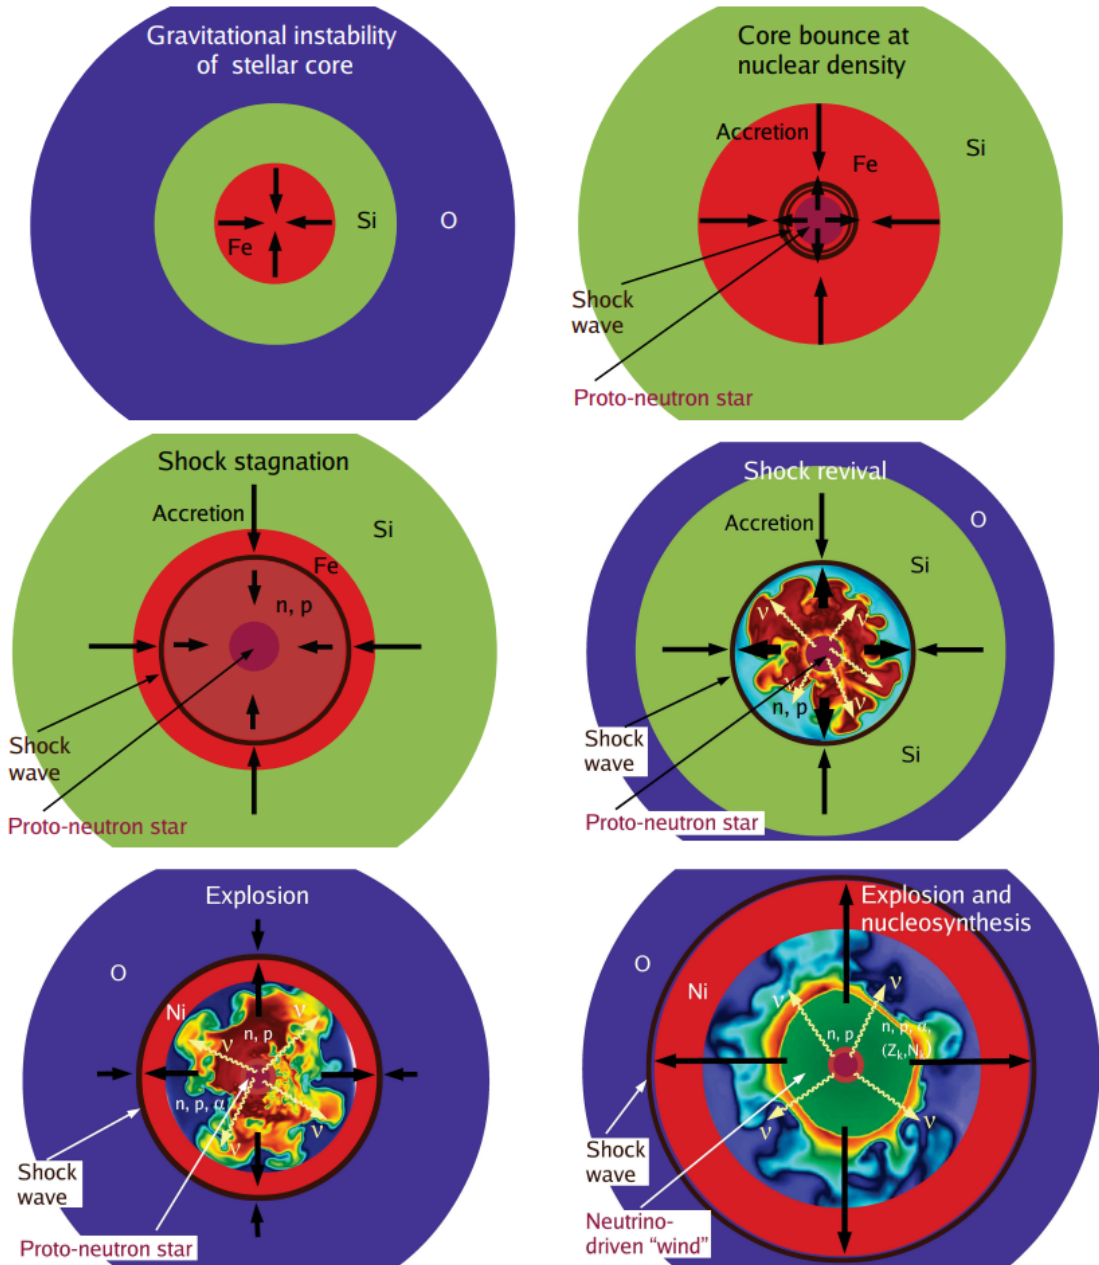 Gravitational instability
of stellar core
Si
O
Fe
Core bounce at
nuclear density
Accretion
Si
Fe
Shock
wave
Proto-neutron star
Shock stagnation
Accretion
Si
Fe
n, p
Shock
wave
Proto-neutron star
Shock revival
Accretion
O
Si
ν
ν
ν
n, p
ν
Shock
wave
Si
Proto-neutron star
Explosion
O
Ni
ν
n, p
ν
n, p, α
ν
ν
Shock
wave
Proto-neutron star
Explosion and
nucleosynthesis
O
Ni
ν
ν
n, p
n, p, α,
(Zₖ,Nₖ)
ν
ν
Shock
wave
Neutrino-
driven “wind”